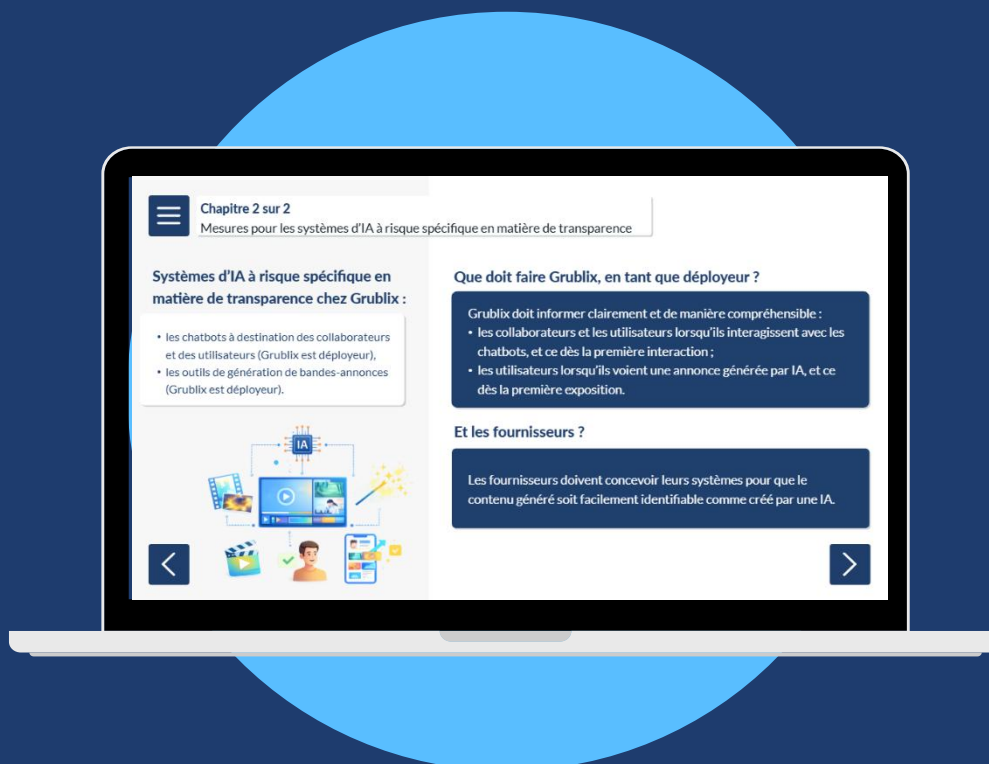 Chapitre 2 sur 2
Mesures pour les systèmes d'IA à risque spécifique en matière de transparence
Systèmes d'IA à risque spécifique en
matière de transparence chez Grublix :
• les chatbots à destination des collaborateurs
et des utilisateurs (Grublix est déployeur),
• les outils de génération de bandes-annonces
(Grublix est déployeur).
IA
Que doit faire Grublix, en tant que déployeur ?
Grublix doit informer clairement et de manière compréhensible :
• les collaborateurs et les utilisateurs lorsqu'ils interagissent avec les
chatbots, et ce dès la première interaction ;
• les utilisateurs lorsqu'ils voient une annonce générée par IA, et ce
dès la première exposition.
Et les fournisseurs ?
Les fournisseurs doivent concevoir leurs systèmes pour que le
contenu généré soit facilement identifiable comme créé par une IA.